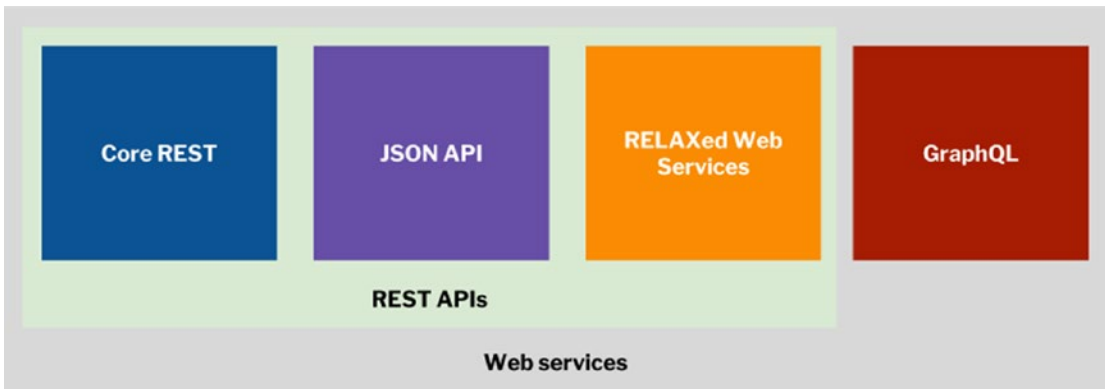 Core REST
JSON API
RELAXed Web
Services
GraphQL
REST APIs
Web services